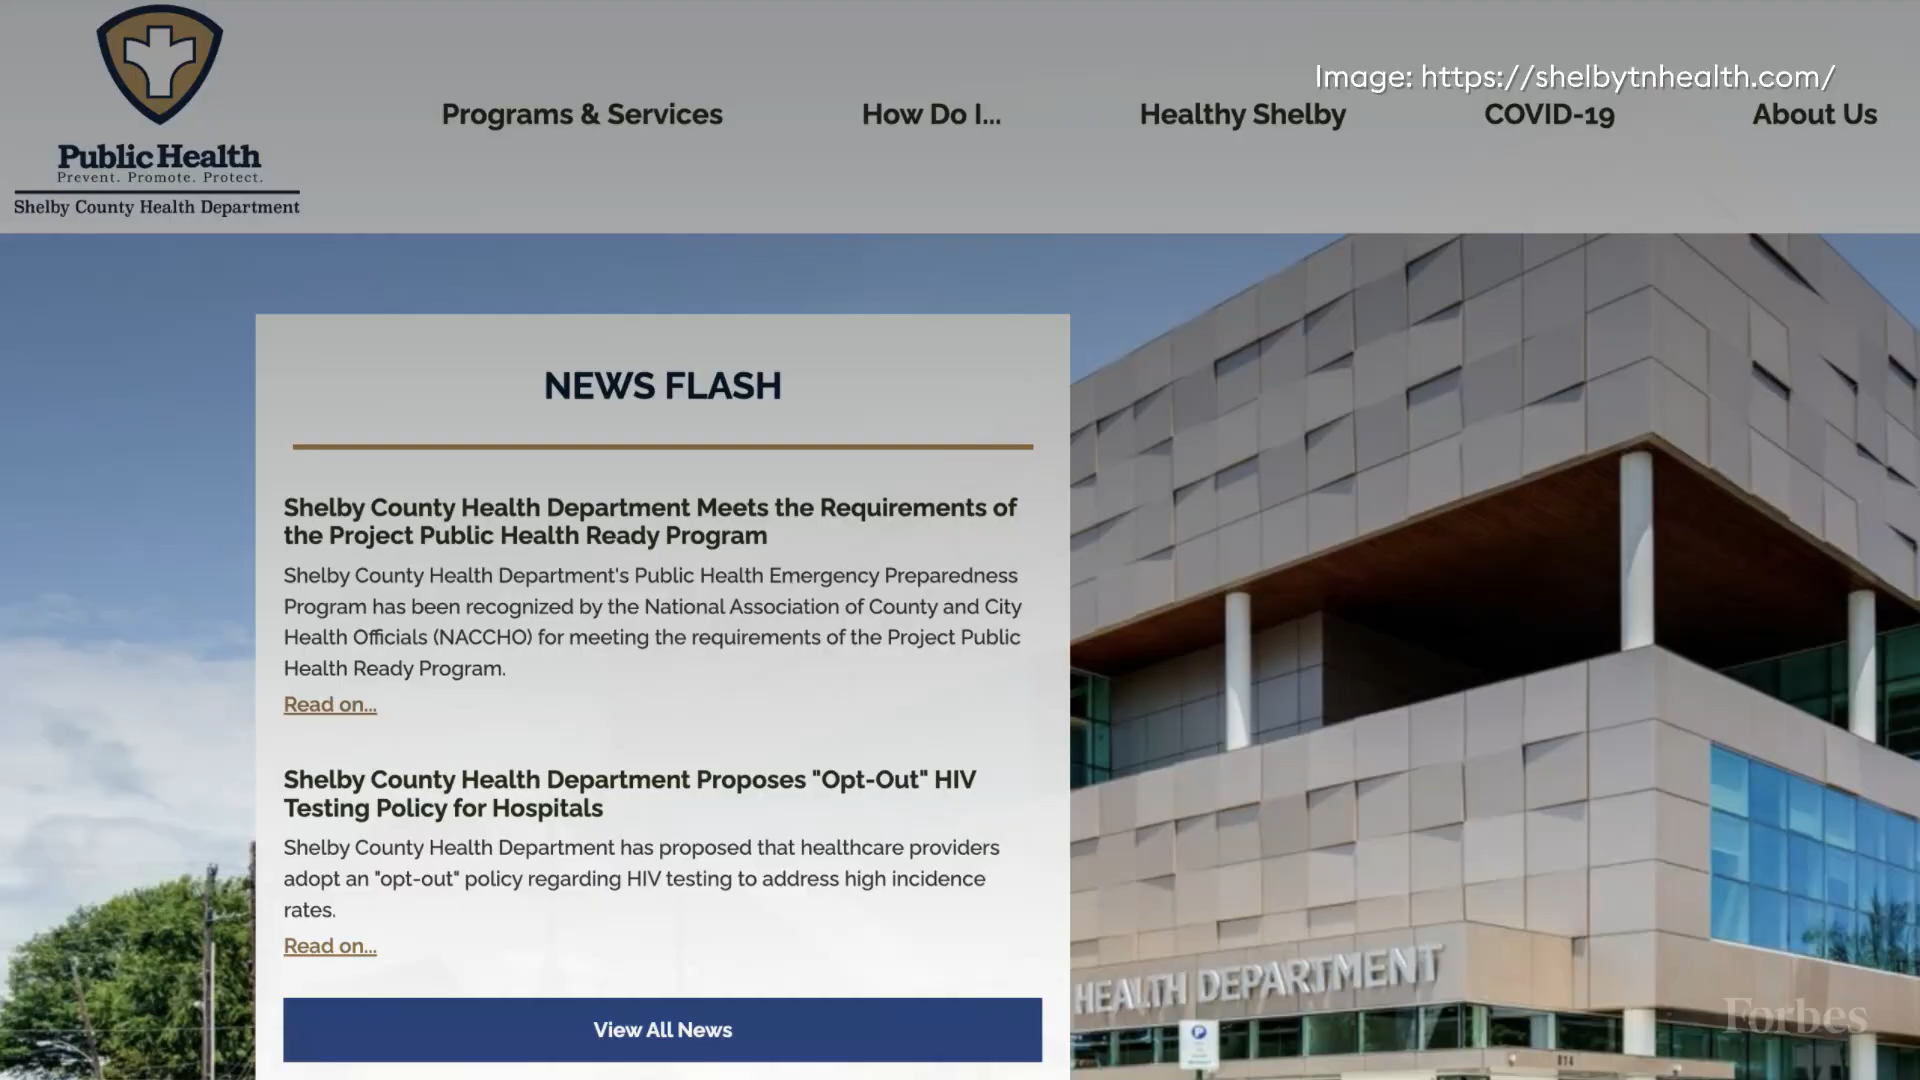 Image: https://shelbytnhealth.com/
Programs & Services
How Do I...
Healthy Shelby
COVID-19
About Us
Public Health
Prevent. Promote. Protect.
Shelby County Health Department
NEWS FLASH
Shelby County Health Department Meets the Requirements of
the Project Public Health Ready Program
Shelby County Health Department's Public Health Emergency Preparedness
Program has been recognized by the National Association of County and City
Health Officials (NACCHO) for meeting the requirements of the Project Public
Health Ready Program.
Read on...
Shelby County Health Department Proposes "Opt-Out" HIV
Testing Policy for Hospitals
Shelby County Health Department has proposed that healthcare providers
adopt an "opt-out" policy regarding HIV testing to address high incidence
rates.
Read on...
View All News
HEALTH DEPARTMENT
P
814
Forbes